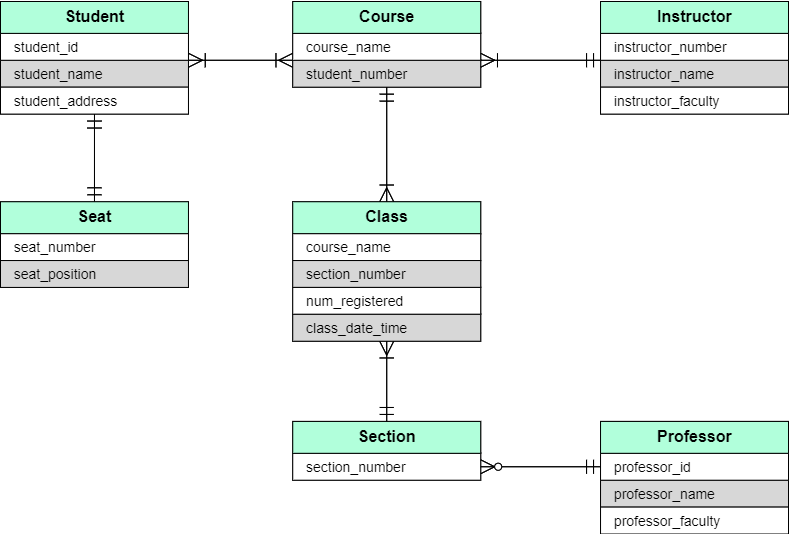 Student
student_id
student_name
student_address
Course
course_name
student_number
Instructor
instructor_number
instructor_name
instructor_faculty
Seat
seat_number
seat_position
Class
course_name
section_number
num_registered
class_date_time
Section
section_number
Professor
professor_id
professor_name
professor_faculty